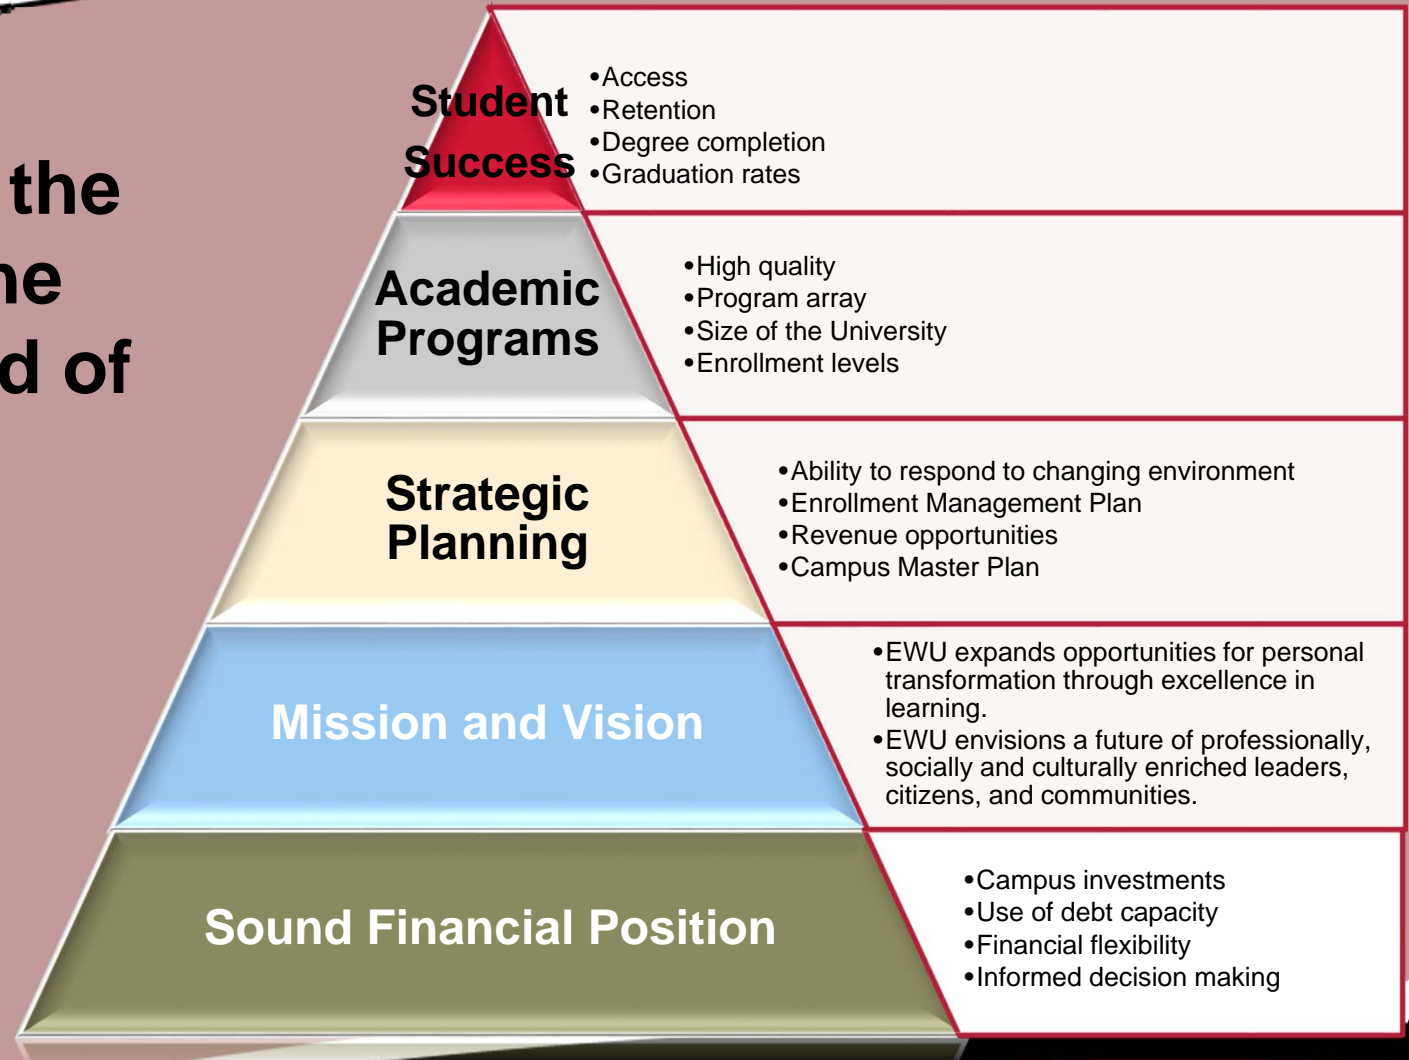 the
d of
Student
Success
•Access
•Retention
•Degree completion
•Graduation rates
Academic
Programs
•High quality
•Program array
•Size of the University
•Enrollment levels
Strategic
Planning
•Ability to respond to changing environment
•Enrollment Management Plan
•Revenue opportunities
•Campus Master Plan
Mission and Vision
•EWU expands opportunities for personal
transformation through excellence in
learning.
•EWU envisions a future of professionally,
socially and culturally enriched leaders,
citizens, and communities.
Sound Financial Position
•Campus investments
•Use of debt capacity
•Financial flexibility
•Informed decision making